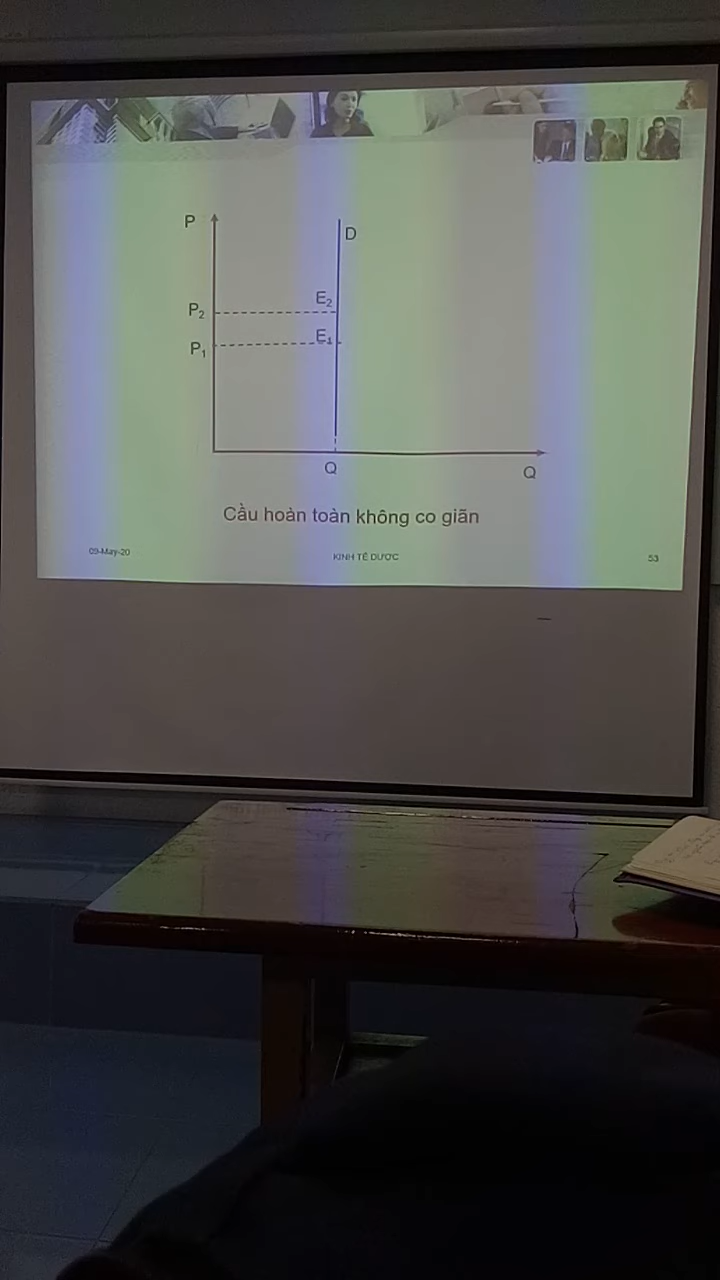 P
D
P₂
E₂
P₁
E₁
Q
Q
Cầu hoàn toàn không co giãn
09-May-20
KINH TẾ DƯỢC
53